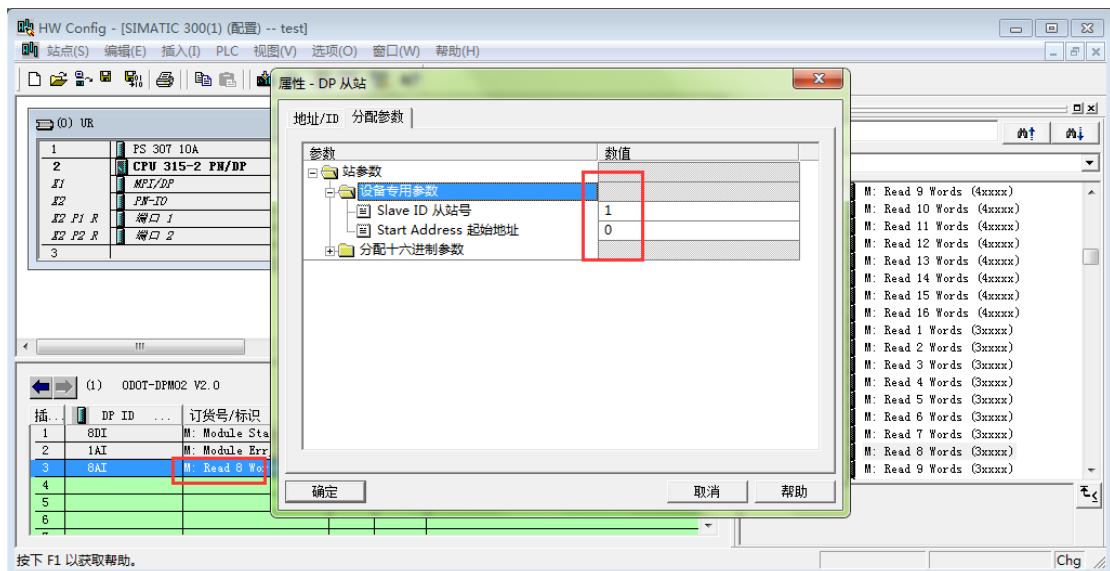 HW Config - [SIMATIC 300(1) (配置) -- test]
站点(S) 编辑(E) 插入(I) PLC 视图(V) 选项(O) 窗口(W) 帮助(H)
属性 - DP 从站
地址/ID 分配参数
参数 数值
站参数
设备专用参数
Slave ID 从站号 1
Start Address 起始地址 0
分配十六进制参数
确定 取消 帮助
(0) UR
1 PS 307 10A
2 CPU 315-2 PN/DP
X1 MPI/DP
X2 PN-IO
X2 P1 R 端口 1
X2 P2 R 端口 2
3
(1) ODOT-DPM02 V2.0
插... DP ID ... 订货号/标识
1 8DI M: Module Sta
2 1AI M: Module Err
3 8AI M: Read 8 Wo
4
5
6
M: Read 9 Words (4xxxx)
M: Read 10 Words (4xxxx)
M: Read 11 Words (4xxxx)
M: Read 12 Words (4xxxx)
M: Read 13 Words (4xxxx)
M: Read 14 Words (4xxxx)
M: Read 15 Words (4xxxx)
M: Read 16 Words (4xxxx)
M: Read 1 Words (3xxxx)
M: Read 2 Words (3xxxx)
M: Read 3 Words (3xxxx)
M: Read 4 Words (3xxxx)
M: Read 5 Words (3xxxx)
M: Read 6 Words (3xxxx)
M: Read 7 Words (3xxxx)
M: Read 8 Words (3xxxx)
M: Read 9 Words (3xxxx)
按下 F1 以获取帮助。
Chg